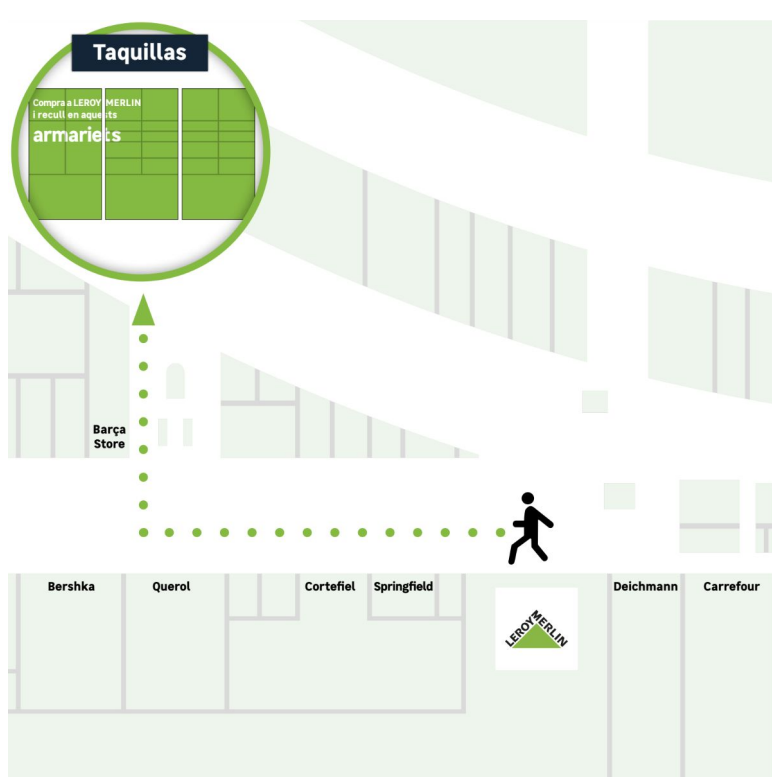 Taquillas
Compra a LEROY MERLIN
i recull en aquests
armariets
Barça
Store
Bershka
Querol
Cortefiel
Springfield
LEROY MERLIN
Deichmann
Carrefour